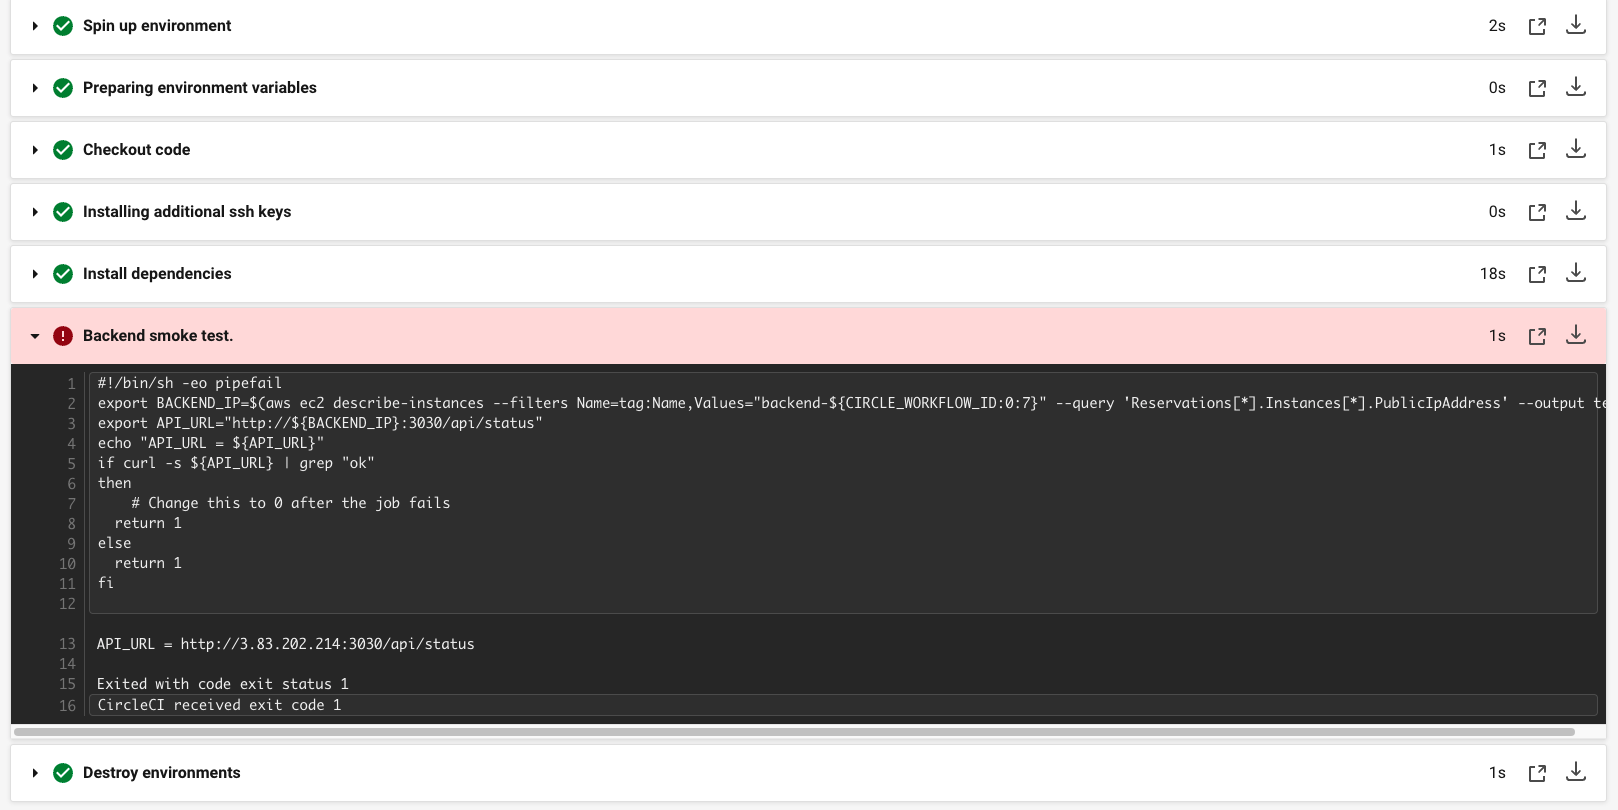 Spin up environment 2s
Preparing environment variables 0s
Checkout code 1s
Installing additional ssh keys 0s
Install dependencies 18s
Backend smoke test. 1s
1 #!/bin/sh -eo pipefail
2 export BACKEND_IP=$(aws ec2 describe-instances --filters Name=tag:Name,Values="backend-${CIRCLE_WORKFLOW_ID:0:7}" --query 'Reservations[*].Instances[*].PublicIpAddress' --output te
3 export API_URL="http://${BACKEND_IP}:3030/api/status"
4 echo "API_URL = ${API_URL}"
5 if curl -s ${API_URL} | grep "ok"
6 then
7 # Change this to 0 after the job fails
8 return 1
9 else
10 return 1
11 fi
12
13 API_URL = http://3.83.202.214:3030/api/status
14
15 Exited with code exit status 1
16 CircleCI received exit code 1
Destroy environments 1s